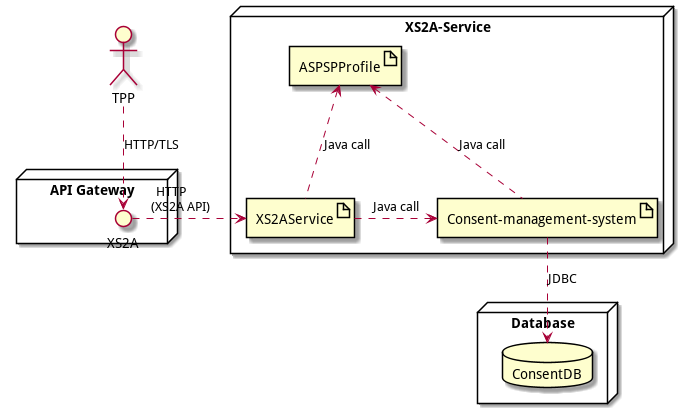 XS2A-Service
ASPSPProfile
TPP
HTTP/TLS
Java call
Java call
API Gateway
HTTP
(XS2A API)
XS2A
XS2AService
Java call
Consent-management-system
JDBC
Database
ConsentDB